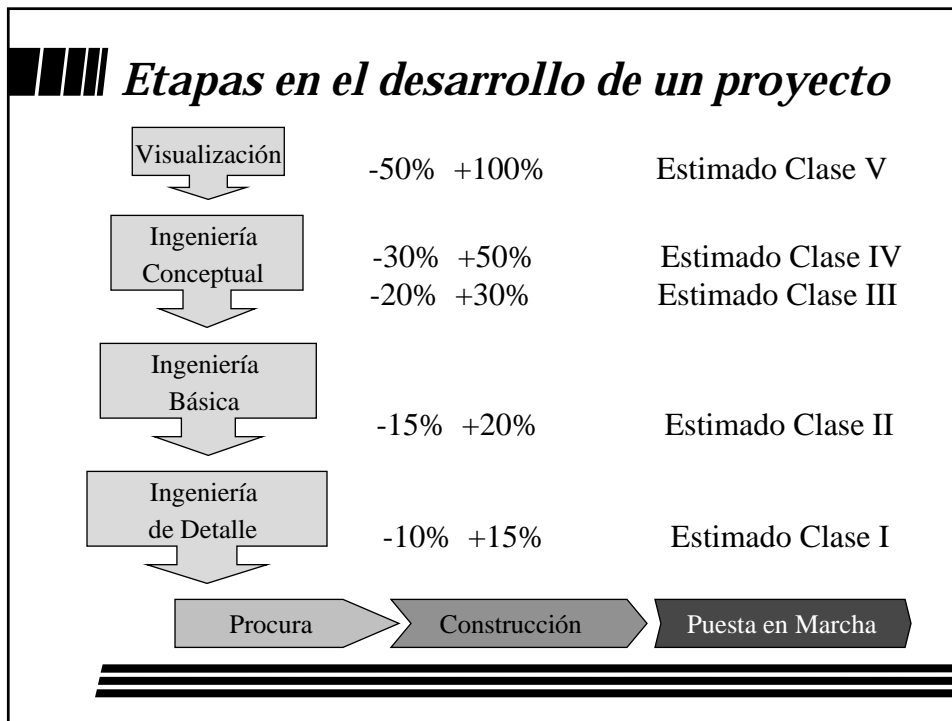 Etapas en el desarrollo de un proyecto
Visualización
-50% +100%
Estimado Clase V
Ingeniería
Conceptual
-30% +50%
Estimado Clase IV
-20% +30%
Estimado Clase III
Ingeniería
Básica
-15% +20%
Estimado Clase II
Ingeniería
de Detalle
-10% +15%
Estimado Clase I
Procura
Construcción
Puesta en Marcha